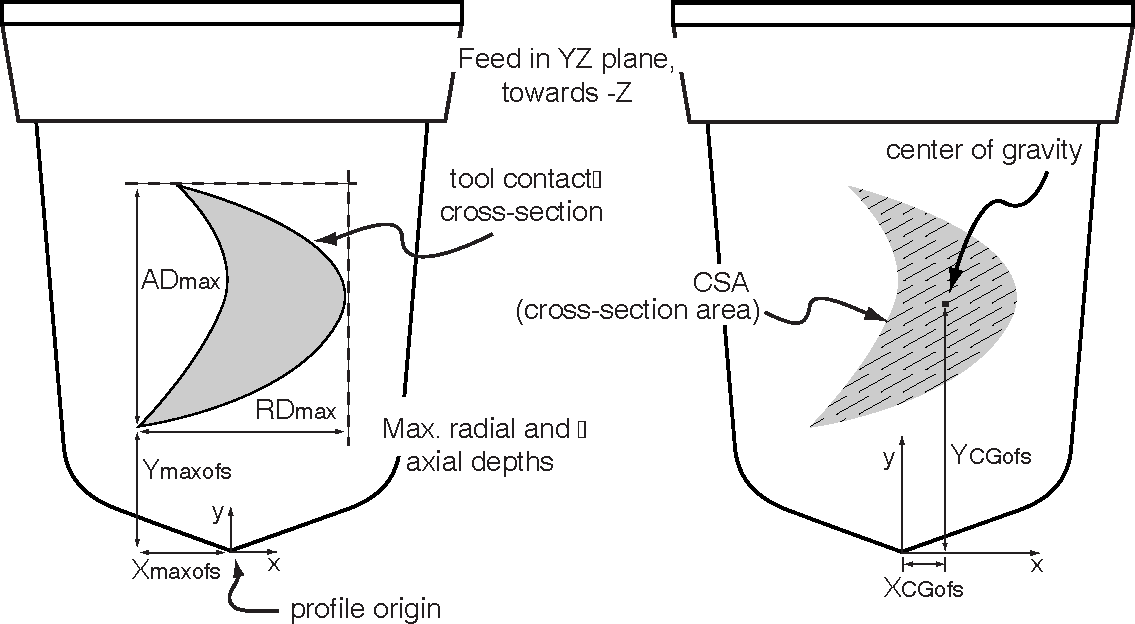 Feed in YZ plane,
towards -Z
center of gravity
tool contact
cross-section
ADmax
CSA
(cross-section area)
RDmax
Max. radial and
axial depths
Ymaxofs
y
x
Xmaxofs
profile origin
YCGofs
y
x
XCGofs